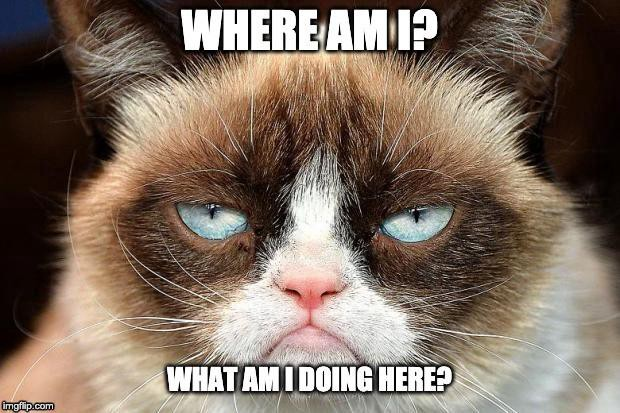 WHERE AM I?
WHAT AM I DOING HERE?
imgflip.com